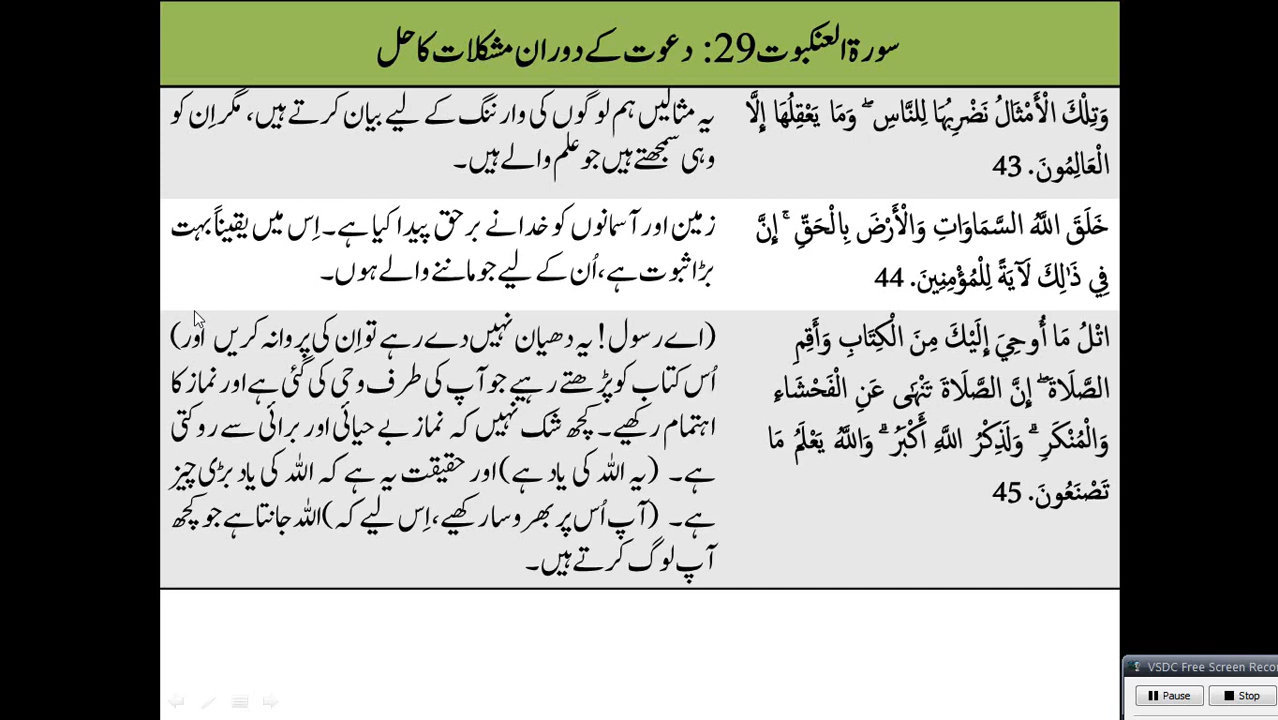 سورۃ العنکبوت 29: دعوت کے دوران مشکلات کا حل
وَتِلْكَ الْأَمْثَالُ نَضْرِبُهَا لِلنَّاسِ ۖ وَمَا يَعْقِلُهَا إِلَّا
الْعَالِمُونَ. 43
یہ مثالیں ہم لوگوں کی وارننگ کے لیے بیان کرتے ہیں، مگر اِن کو
وہی سمجھتے ہیں جو علم والے ہیں۔
خَلَقَ اللَّهُ السَّمَاوَاتِ وَالْأَرْضَ بِالْحَقِّ ۚ إِنَّ
فِي ذَٰلِكَ لَآيَةً لِلْمُؤْمِنِينَ. 44
زمین اور آسمانوں کو خدا نے برحق پیدا کیا ہے۔ اِس میں یقیناً بہت
بڑا ثبوت ہے، اُن کے لیے جو ماننے والے ہوں۔
اتْلُ مَا أُوحِيَ إِلَيْكَ مِنَ الْكِتَابِ وَأَقِمِ
الصَّلَاةَ ۖ إِنَّ الصَّلَاةَ تَنْهَى عَنِ الْفَحْشَاءِ
وَالْمُنْكَرِ ۗ وَلَذِكْرُ اللَّهِ أَكْبَرُ ۗ وَاللَّهُ يَعْلَمُ مَا
تَصْنَعُونَ. 45
(اے رسول! یہ دھیان نہیں دے رہے تو اِن کی پروا نہ کریں اور)
اُس کتاب کو پڑھتے رہیے جو آپ کی طرف وحی کی گئی ہے اور نماز کا
اہتمام رکھیے۔ کچھ شک نہیں کہ نماز بے حیائی اور برائی سے روکتی
ہے۔ (یہ اللہ کی یاد ہے) اور حقیقت یہ ہے کہ اللہ کی یاد بڑی چیز
ہے۔ (آپ اُس پر بھروسا رکھیے، اِس لیے کہ) اللہ جانتا ہے جو کچھ
آپ لوگ کرتے ہیں۔
VSDC Free Screen Reco
Pause Stop